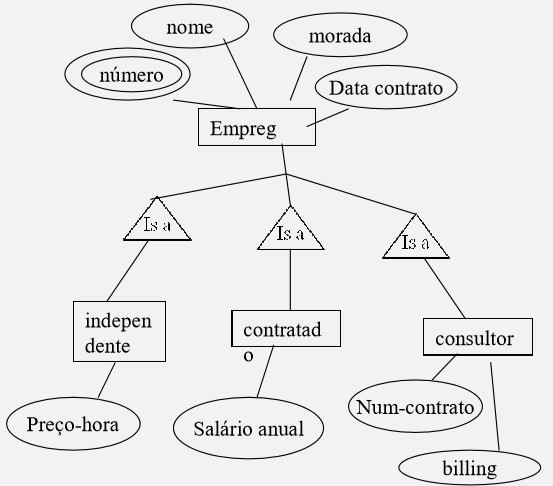 nome
morada
número
Data contrato
Empreg
Is a
Is a
Is a
indepen
dente
contratad
o
consultor
Preço-hora
Salário anual
Num-contrato
billing